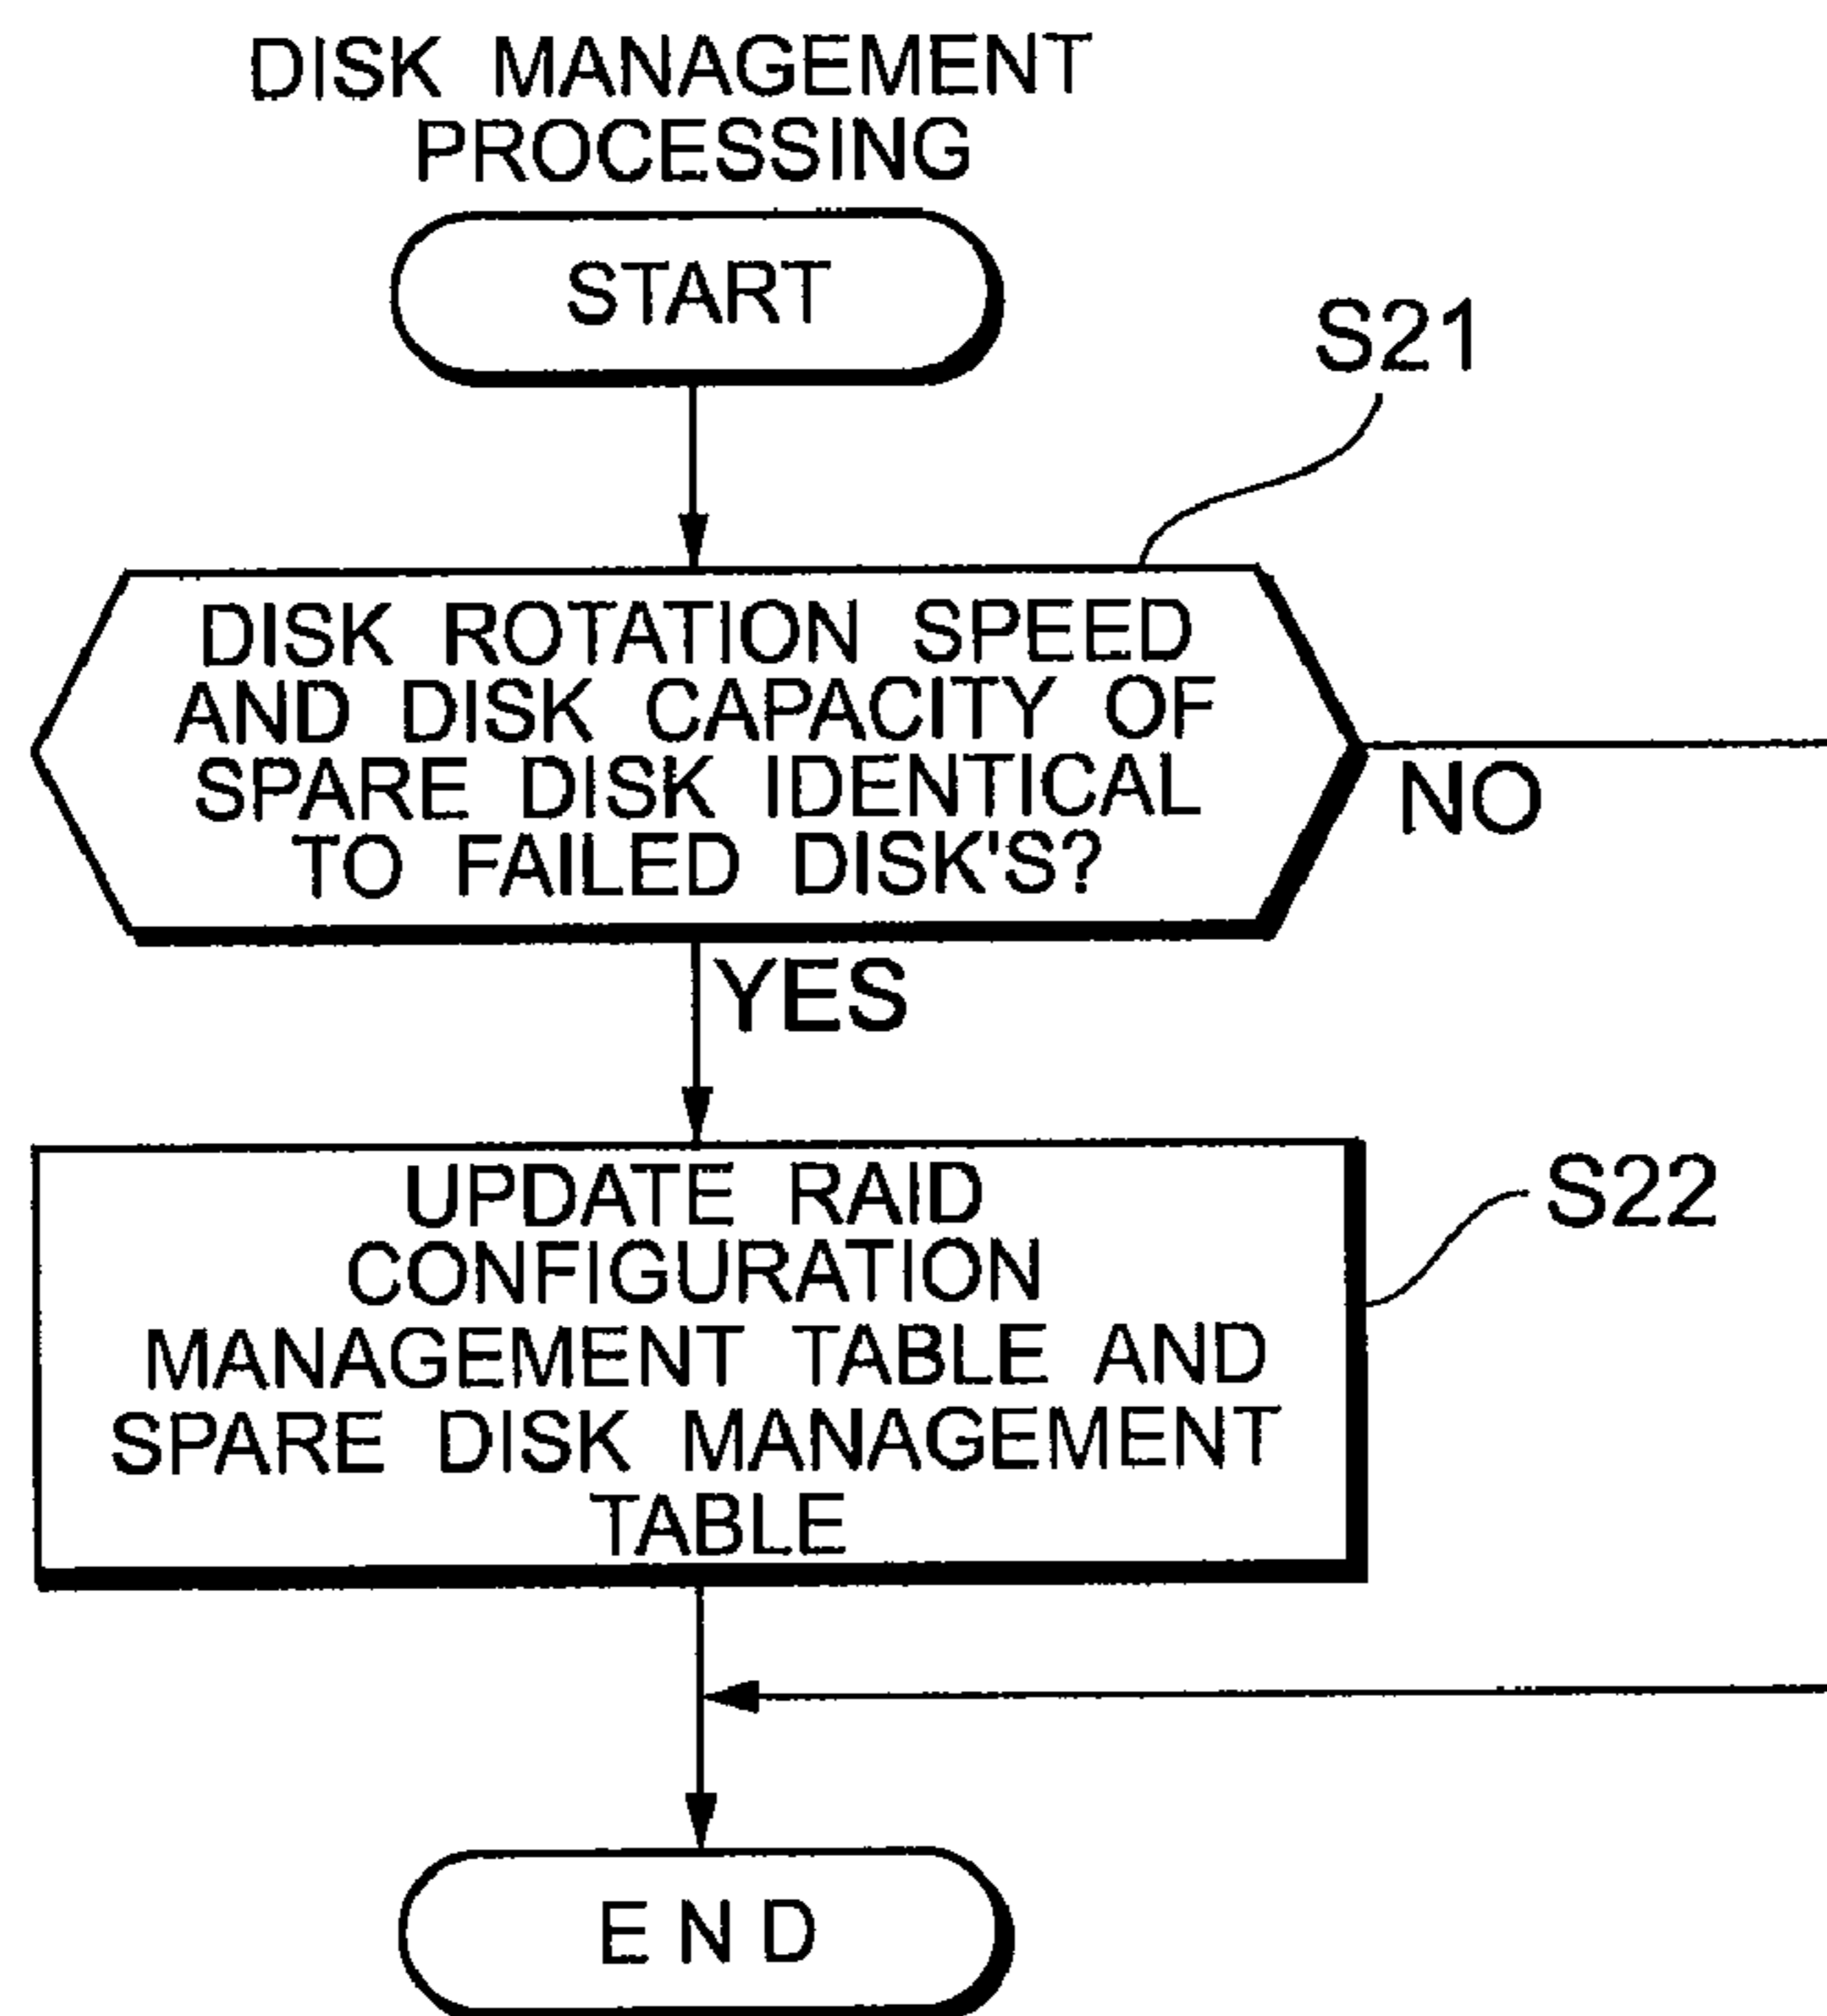 DISK MANAGEMENT
PROCESSING
START
S21
DISK ROTATION SPEED
AND DISK CAPACITY OF
SPARE DISK IDENTICAL
TO FAILED DISK'S?
NO
YES
UPDATE RAID
CONFIGURATION
MANAGEMENT TABLE AND
SPARE DISK MANAGEMENT
TABLE
S22
END